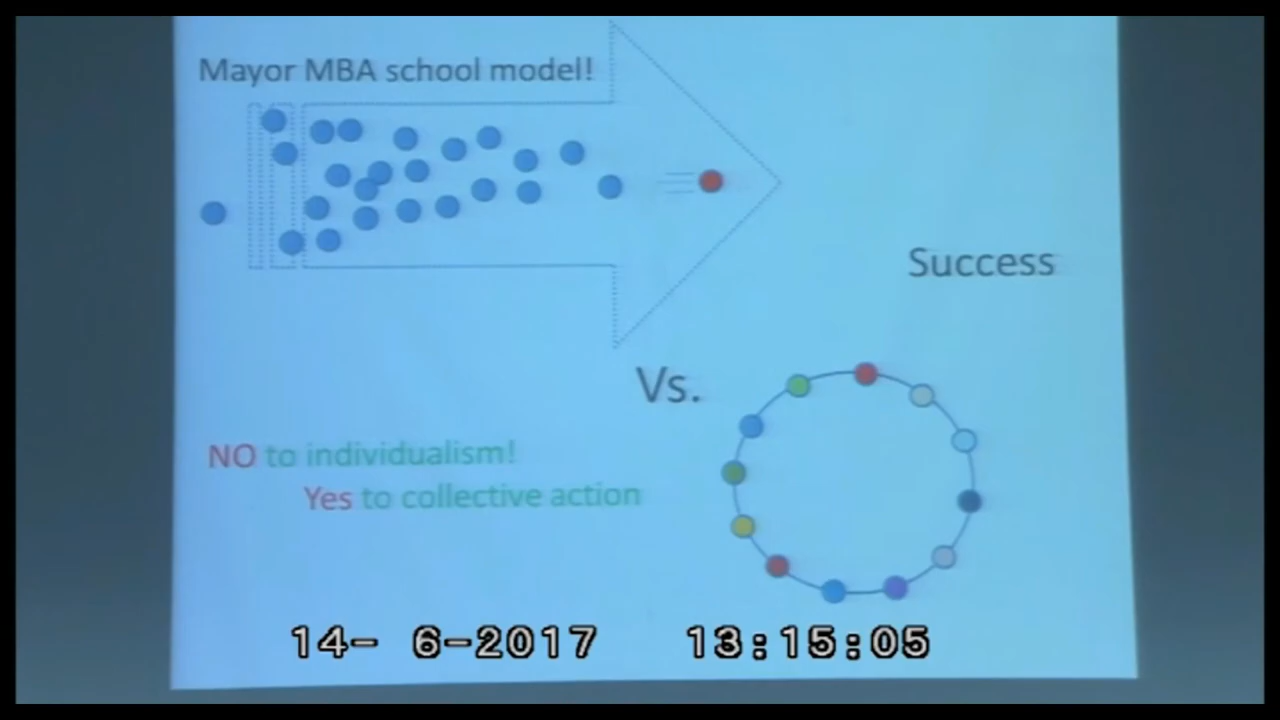 Mayor MBA school model!
Success
Vs.
NO to individualism!
Yes to collective action
14- 6-2017 13:15:05